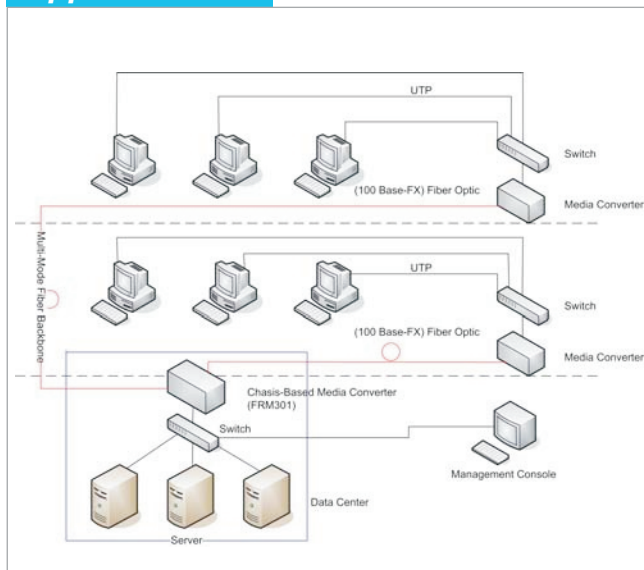 UTP
Switch
(100 Base-FX) Fiber Optic
Media Converter
Multi-Mode Fiber Backbone
UTP
Switch
(100 Base-FX) Fiber Optic
Media Converter
Chasis-Based Media Converter
(FRM301)
Switch
Management Console
Data Center
Server